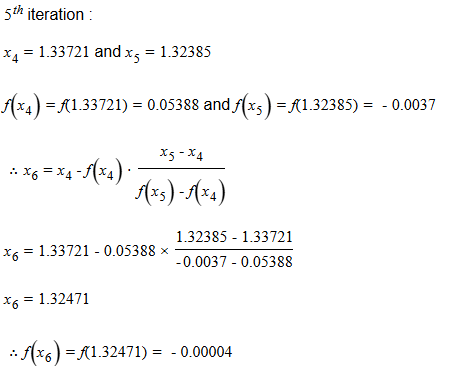 5th iteration :
x4 = 1.33721 and x5 = 1.32385
f(x4) = f(1.33721) = 0.05388 and f(x5) = f(1.32385) = - 0.0037
∴ x6 = x4 - f(x4) · x5 - x4 / f(x5) - f(x4)
x6 = 1.33721 - 0.05388 × 1.32385 - 1.33721 / -0.0037 - 0.05388
x6 = 1.32471
∴ f(x6) = f(1.32471) = - 0.00004